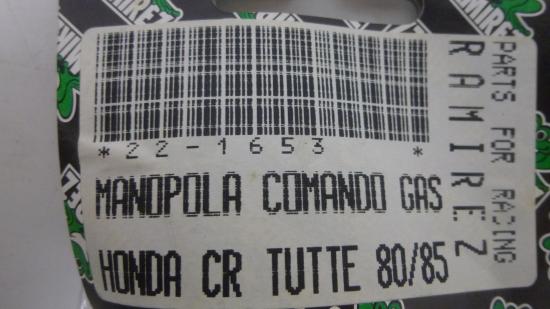 *22-1653*
MANOPOLA COMANDO GAS
HONDA CR TUTTE 80/85
RAMIREZ
PARTS FOR RACING